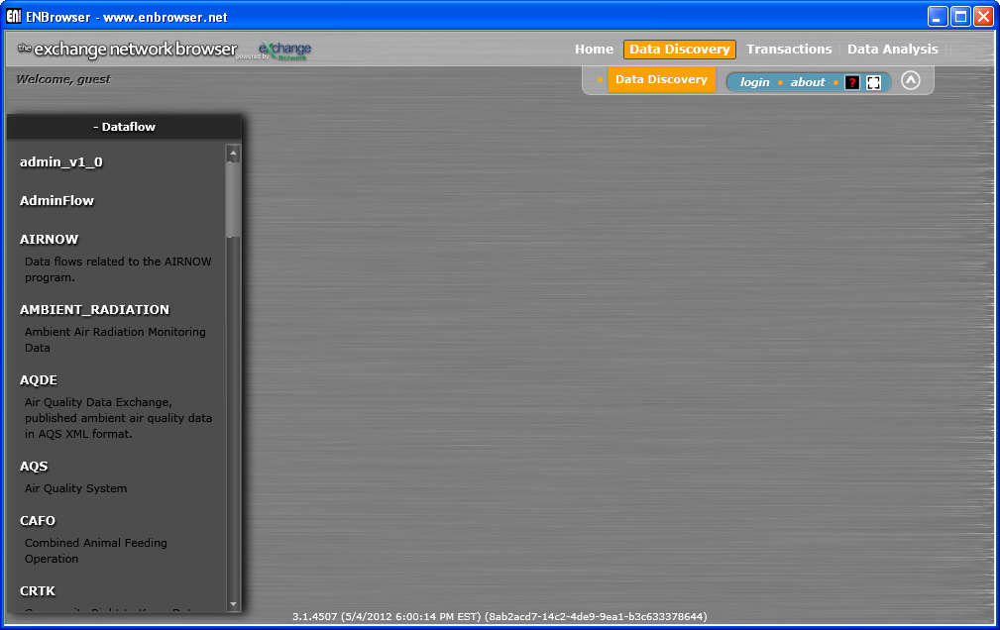 ENBrowser - www.enbrowser.net
the exchange network browser
powered by exchange Network
Home Data Discovery Transactions Data Analysis
Welcome, guest
Data Discovery login about ?
- Dataflow
admin_v1_0
AdminFlow
AIRNOW
Data flows related to the AIRNOW
program.
AMBIENT_RADIATION
Ambient Air Radiation Monitoring
Data
AQDE
Air Quality Data Exchange,
published ambient air quality data
in AQS XML format.
AQS
Air Quality System
CAFO
Combined Animal Feeding
Operation
CRTK
3.1.4507 (5/4/2012 6:00:14 PM EST) (8ab2acd7-14c2-4de9-9ea1-b3c633378644)